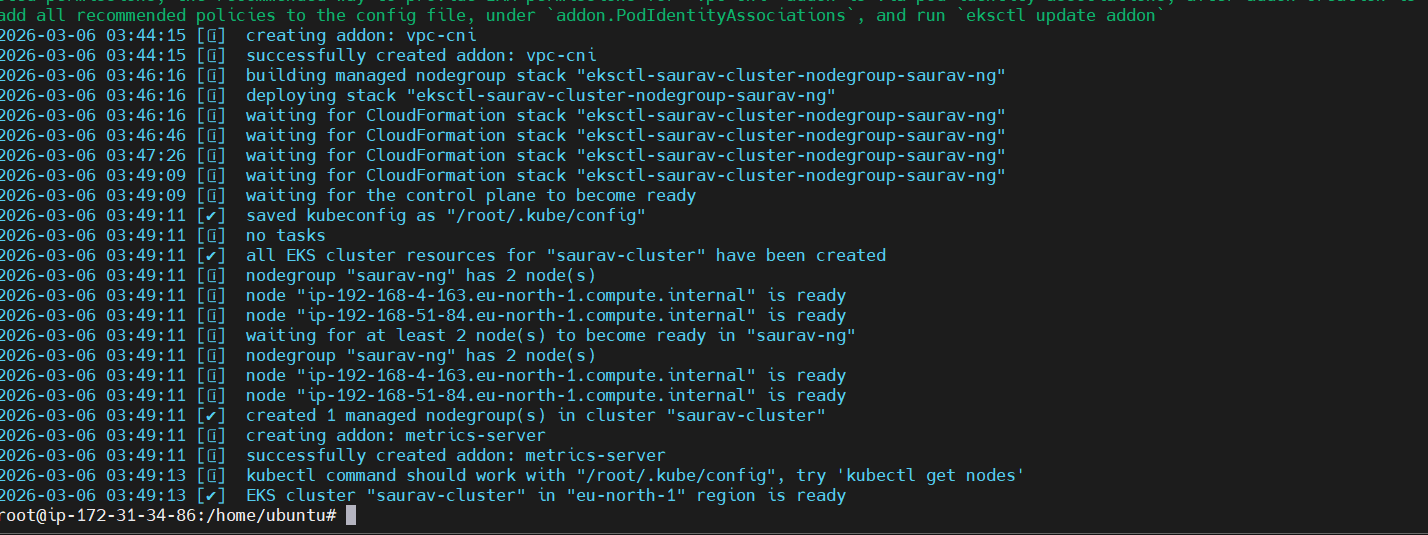 add all recommended policies to the config file, under `addon.PodIdentityAssociations`, and run `eksctl update addon`
2026-03-06 03:44:15 [ℹ]  creating addon: vpc-cni
2026-03-06 03:44:15 [ℹ]  successfully created addon: vpc-cni
2026-03-06 03:46:16 [ℹ]  building managed nodegroup stack "eksctl-saurav-cluster-nodegroup-saurav-ng"
2026-03-06 03:46:16 [ℹ]  deploying stack "eksctl-saurav-cluster-nodegroup-saurav-ng"
2026-03-06 03:46:16 [ℹ]  waiting for CloudFormation stack "eksctl-saurav-cluster-nodegroup-saurav-ng"
2026-03-06 03:46:46 [ℹ]  waiting for CloudFormation stack "eksctl-saurav-cluster-nodegroup-saurav-ng"
2026-03-06 03:47:26 [ℹ]  waiting for CloudFormation stack "eksctl-saurav-cluster-nodegroup-saurav-ng"
2026-03-06 03:49:09 [ℹ]  waiting for CloudFormation stack "eksctl-saurav-cluster-nodegroup-saurav-ng"
2026-03-06 03:49:09 [ℹ]  waiting for the control plane to become ready
2026-03-06 03:49:11 [✔]  saved kubeconfig as "/root/.kube/config"
2026-03-06 03:49:11 [ℹ]  no tasks
2026-03-06 03:49:11 [✔]  all EKS cluster resources for "saurav-cluster" have been created
2026-03-06 03:49:11 [ℹ]  nodegroup "saurav-ng" has 2 node(s)
2026-03-06 03:49:11 [ℹ]  node "ip-192-168-4-163.eu-north-1.compute.internal" is ready
2026-03-06 03:49:11 [ℹ]  node "ip-192-168-51-84.eu-north-1.compute.internal" is ready
2026-03-06 03:49:11 [ℹ]  waiting for at least 2 node(s) to become ready in "saurav-ng"
2026-03-06 03:49:11 [ℹ]  nodegroup "saurav-ng" has 2 node(s)
2026-03-06 03:49:11 [ℹ]  node "ip-192-168-4-163.eu-north-1.compute.internal" is ready
2026-03-06 03:49:11 [ℹ]  node "ip-192-168-51-84.eu-north-1.compute.internal" is ready
2026-03-06 03:49:11 [✔]  created 1 managed nodegroup(s) in cluster "saurav-cluster"
2026-03-06 03:49:11 [ℹ]  creating addon: metrics-server
2026-03-06 03:49:11 [ℹ]  successfully created addon: metrics-server
2026-03-06 03:49:13 [ℹ]  kubectl command should work with "/root/.kube/config", try 'kubectl get nodes'
2026-03-06 03:49:13 [✔]  EKS cluster "saurav-cluster" in "eu-north-1" region is ready
root@ip-172-31-34-86:/home/ubuntu#